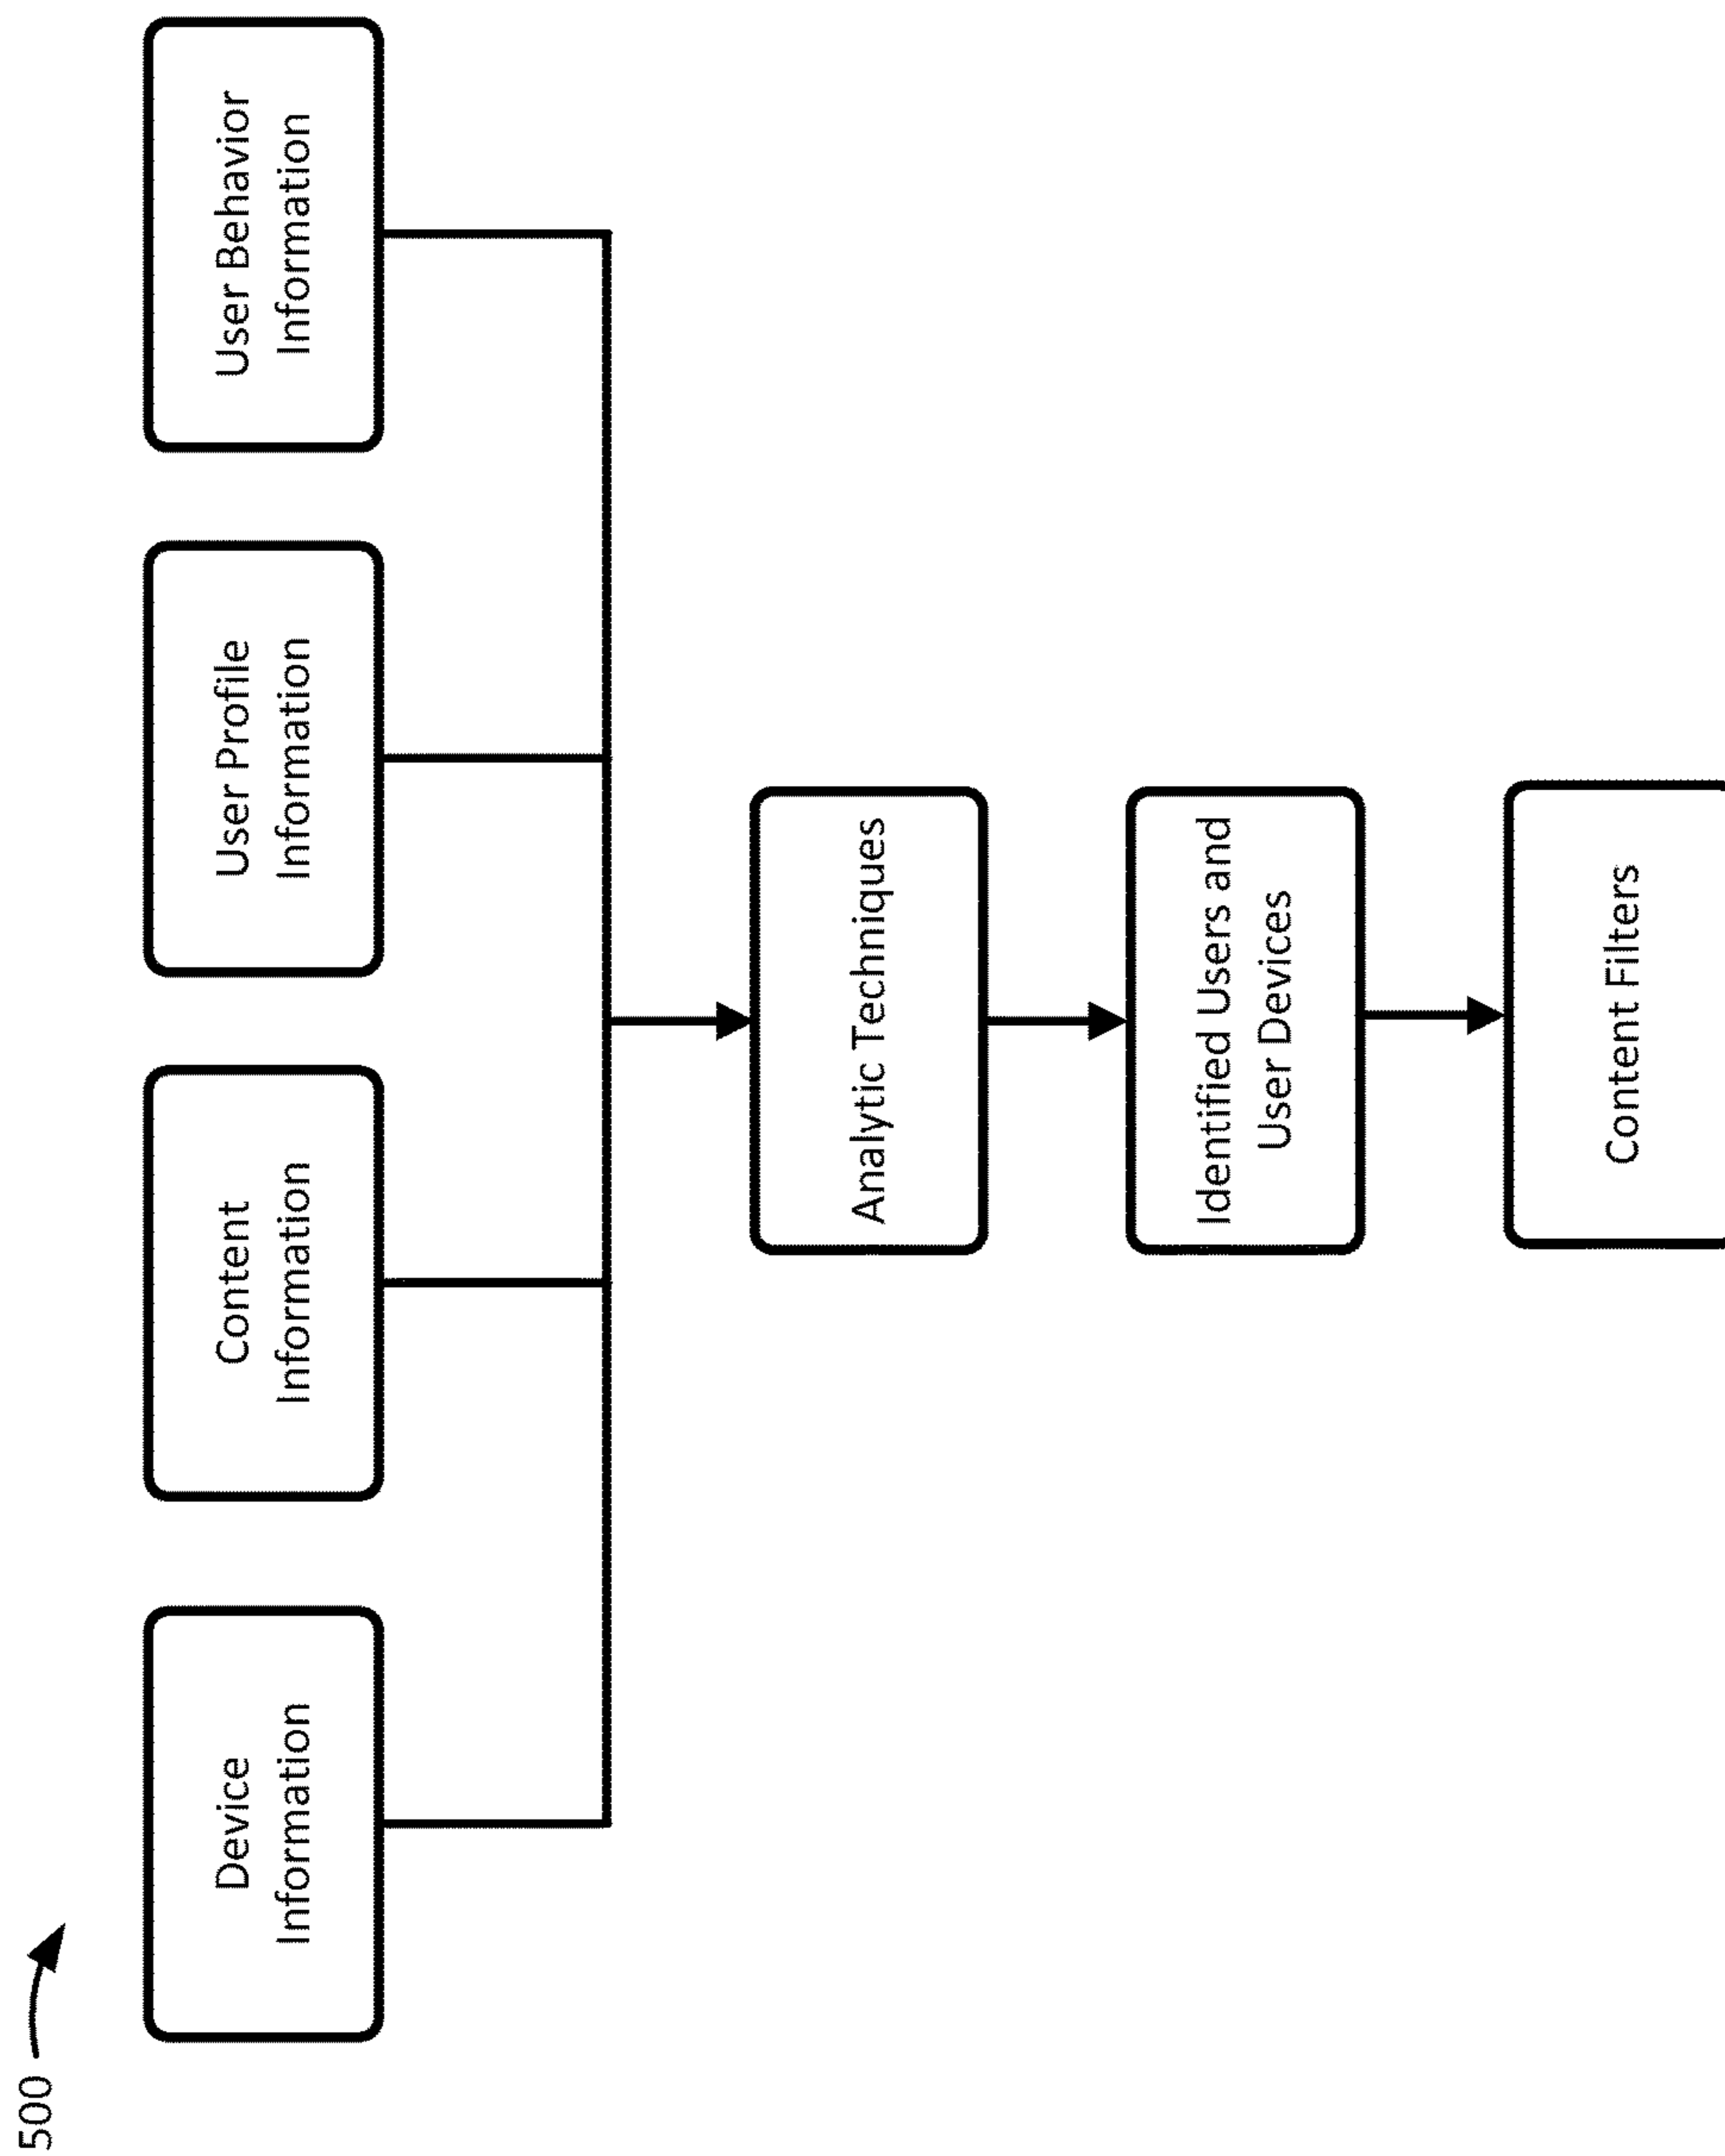 500
Device
Information
Content
Information
User Profile
Information
User Behavior
Information
Analytic Techniques
Identified Users and
User Devices
Content Filters